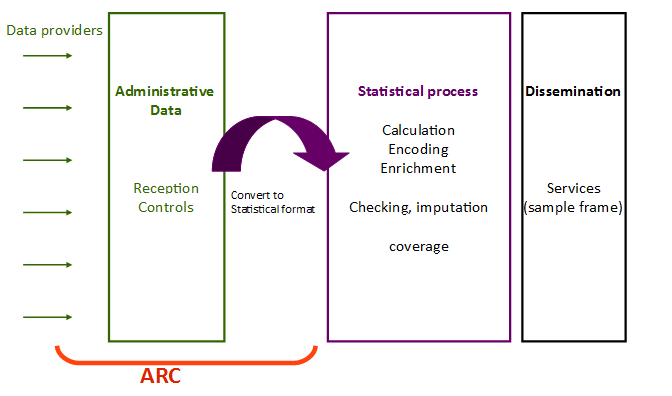 Data providers
Administrative
Data
Reception
Controls
Convert to
Statistical format
Statistical process
Calculation
Encoding
Enrichment
Checking, imputation
coverage
Dissemination
Services
(sample frame)
ARC